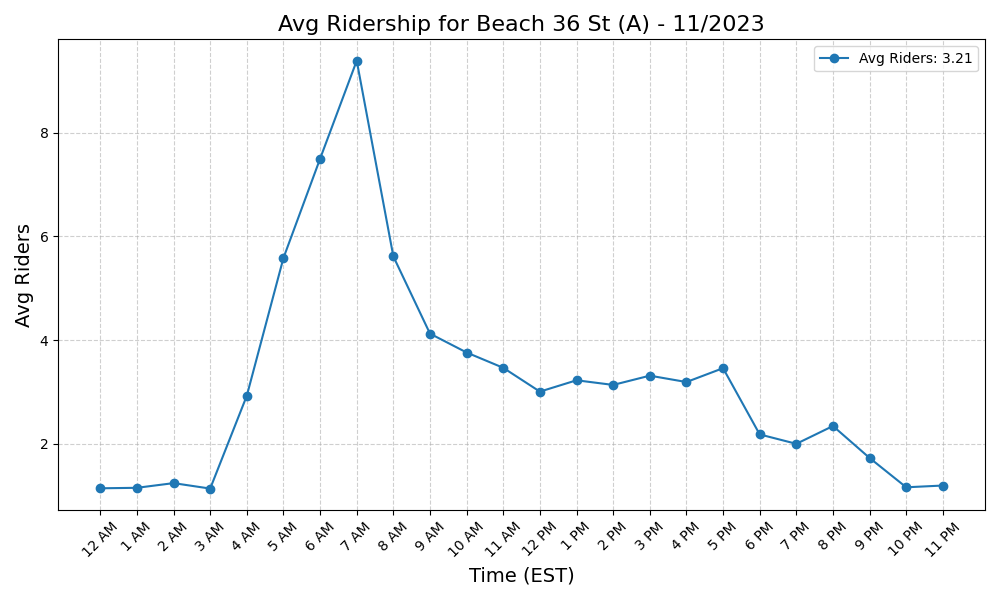 Avg Ridership for Beach 36 St (A) - 11/2023
Avg Riders: 3.21
Avg Riders
8
6
4
2
12 AM
1 AM
2 AM
3 AM
4 AM
5 AM
6 AM
7 AM
8 AM
9 AM
10 AM
11 AM
12 PM
1 PM
2 PM
3 PM
4 PM
5 PM
6 PM
7 PM
8 PM
9 PM
10 PM
11 PM
Time (EST)